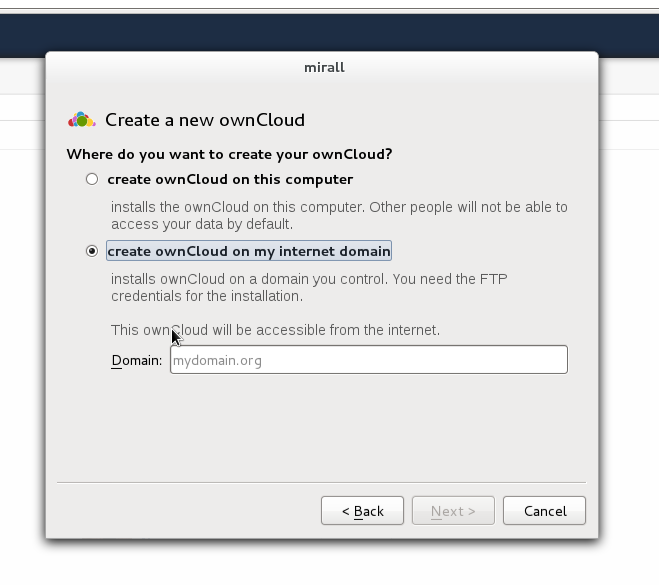 mirall
Create a new ownCloud
Where do you want to create your ownCloud?
create ownCloud on this computer
installs the ownCloud on this computer. Other people will not be able to
access your data by default.
create ownCloud on my internet domain
installs ownCloud on a domain you control. You need the FTP
credentials for the installation.
This ownCloud will be accessible from the internet.
Domain: mydomain.org
< Back Next > Cancel